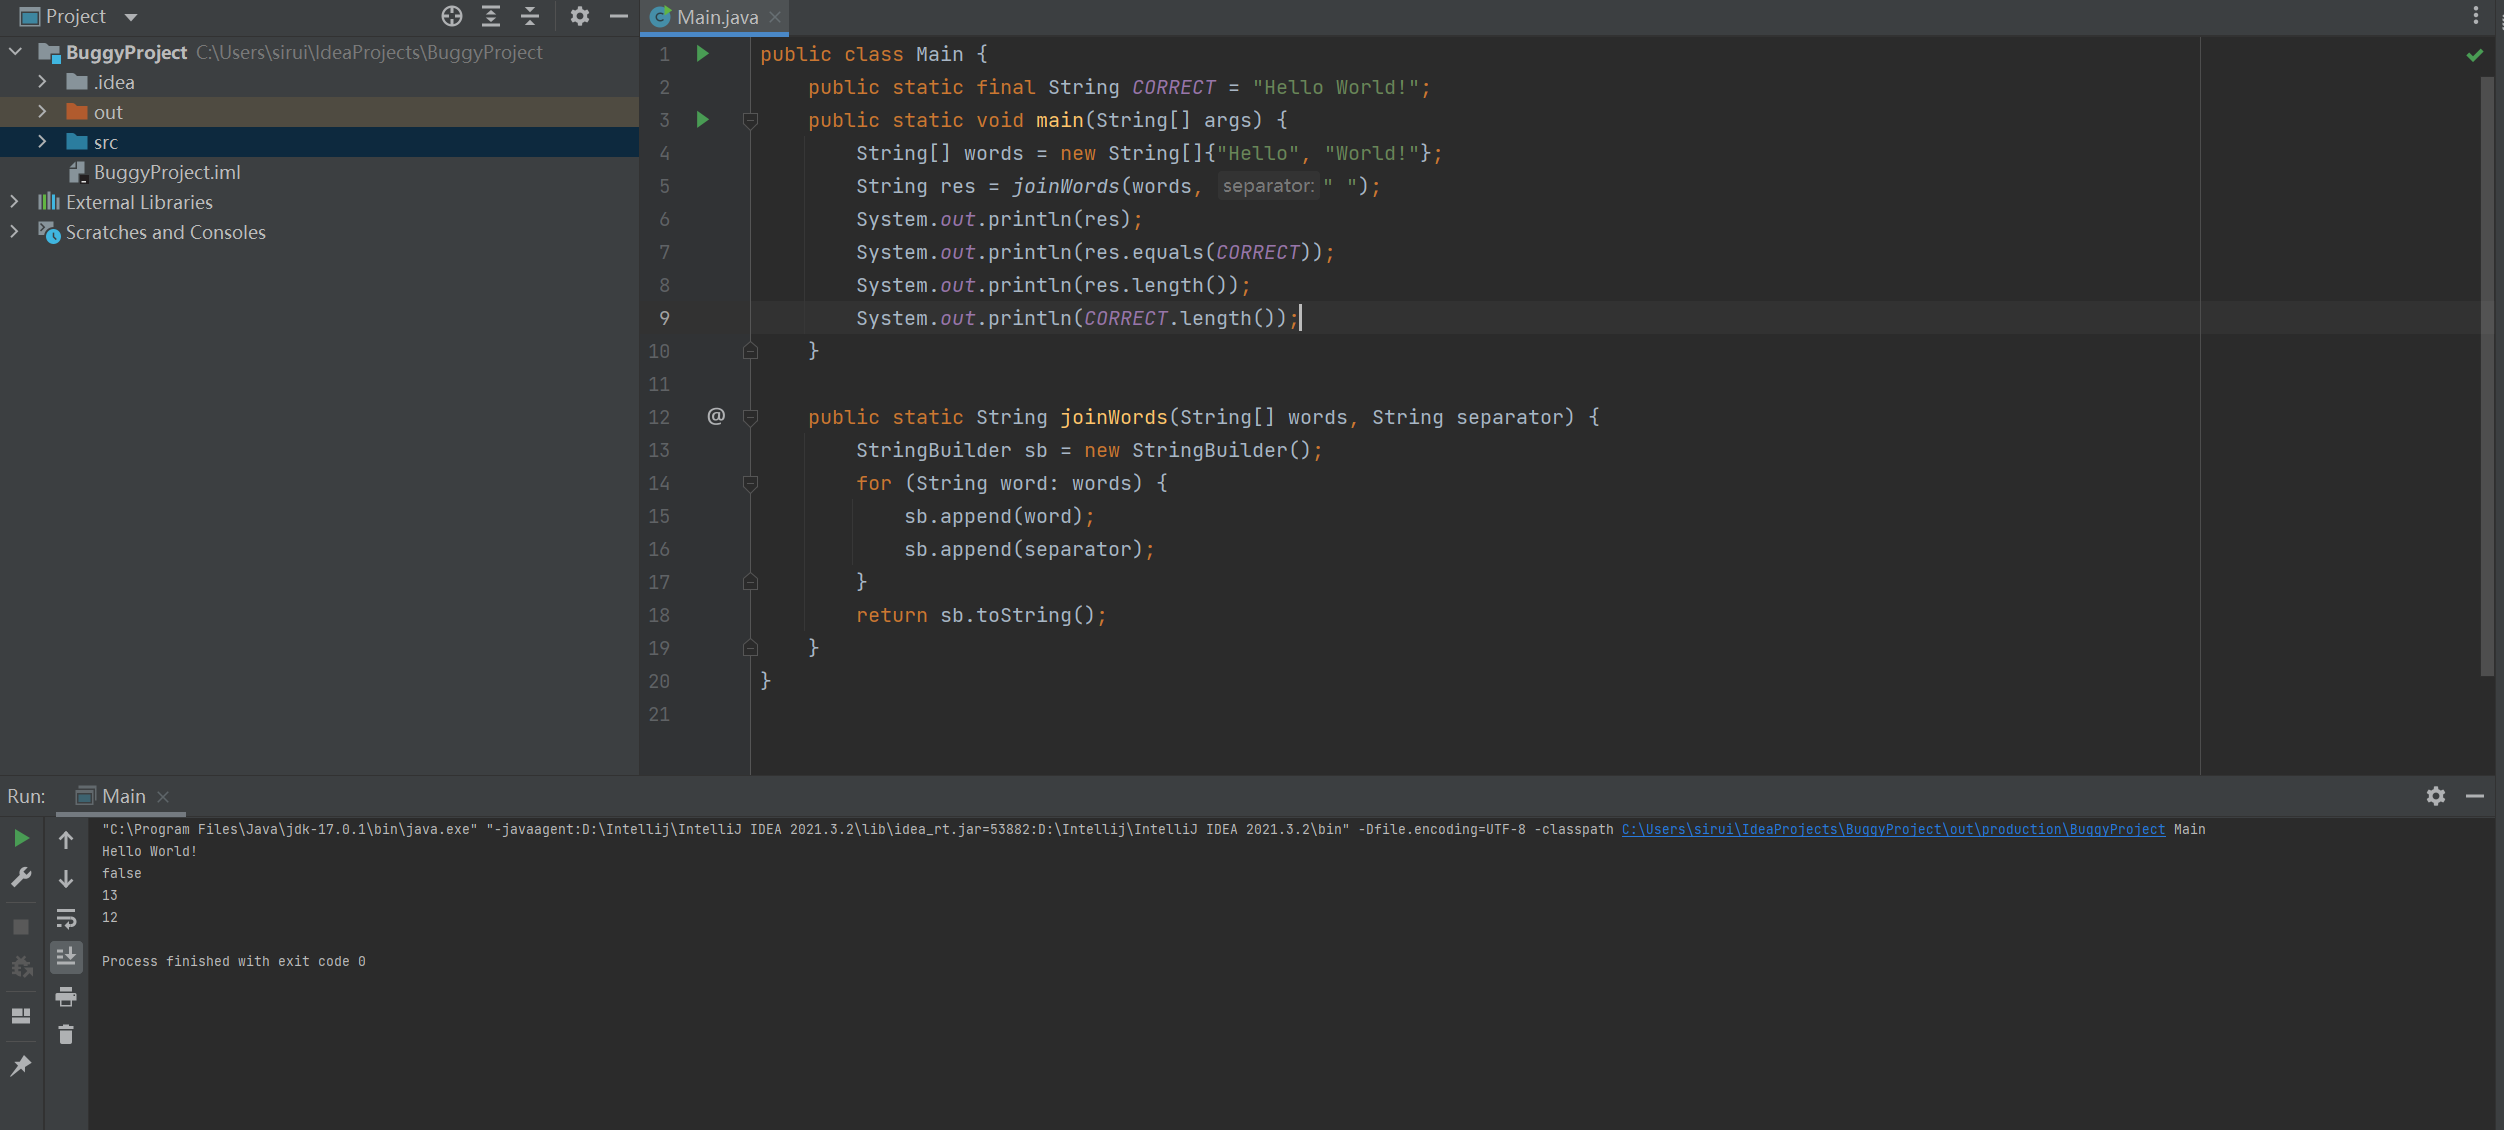 Project
Main.java
BuggyProject C:\Users\sirui\IdeaProjects\BuggyProject
.idea
out
src
BuggyProject.iml
External Libraries
Scratches and Consoles
1 public class Main {
2     public static final String CORRECT = "Hello World!";
3     public static void main(String[] args) {
4         String[] words = new String[]{"Hello", "World!"};
5         String res = joinWords(words, separator: " ");
6         System.out.println(res);
7         System.out.println(res.equals(CORRECT));
8         System.out.println(res.length());
9         System.out.println(CORRECT.length());
10     }
11
12 @ public static String joinWords(String[] words, String separator) {
13         StringBuilder sb = new StringBuilder();
14         for (String word: words) {
15             sb.append(word);
16             sb.append(separator);
17         }
18         return sb.toString();
19     }
20 }
21
Run: Main
"C:\Program Files\Java\jdk-17.0.1\bin\java.exe" "-javaagent:D:\Intellij\IntelliJ IDEA 2021.3.2\lib\idea_rt.jar=53882:D:\Intellij\IntelliJ IDEA 2021.3.2\bin" -Dfile.encoding=UTF-8 -classpath C:\Users\sirui\IdeaProjects\BuggyProject\out\production\BuggyProject Main
Hello World!
false
13
12
Process finished with exit code 0